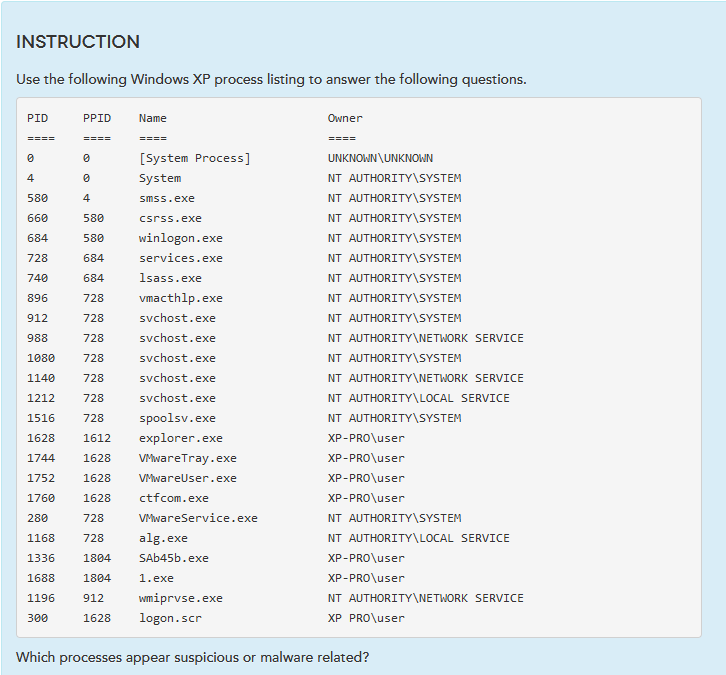 INSTRUCTION
Use the following Windows XP process listing to answer the following questions.
PID PPID Name Owner
==== ==== ==== ====
0 0 [System Process] UNKNOWN\UNKNOWN
4 0 System NT AUTHORITY\SYSTEM
580 4 smss.exe NT AUTHORITY\SYSTEM
660 580 csrss.exe NT AUTHORITY\SYSTEM
684 580 winlogon.exe NT AUTHORITY\SYSTEM
728 684 services.exe NT AUTHORITY\SYSTEM
740 684 lsass.exe NT AUTHORITY\SYSTEM
896 728 vmacthlp.exe NT AUTHORITY\SYSTEM
912 728 svchost.exe NT AUTHORITY\SYSTEM
988 728 svchost.exe NT AUTHORITY\NETWORK SERVICE
1080 728 svchost.exe NT AUTHORITY\SYSTEM
1140 728 svchost.exe NT AUTHORITY\NETWORK SERVICE
1212 728 svchost.exe NT AUTHORITY\LOCAL SERVICE
1516 728 spoolsv.exe NT AUTHORITY\SYSTEM
1628 1612 explorer.exe XP-PRO\user
1744 1628 VMwareTray.exe XP-PRO\user
1752 1628 VMwareUser.exe XP-PRO\user
1760 1628 ctfcom.exe XP-PRO\user
280 728 VMwareService.exe NT AUTHORITY\SYSTEM
1168 728 alg.exe NT AUTHORITY\LOCAL SERVICE
1336 1804 SAb45b.exe XP-PRO\user
1688 1804 1.exe XP-PRO\user
1196 912 wmiprvse.exe NT AUTHORITY\NETWORK SERVICE
300 1628 logon.scr XP PRO\user
Which processes appear suspicious or malware related?